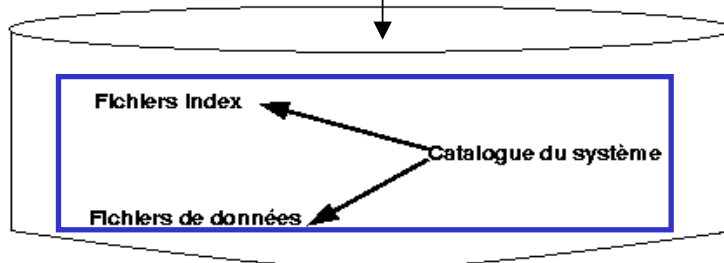 Fichiers Index
Catalogue du système
Fichiers de données